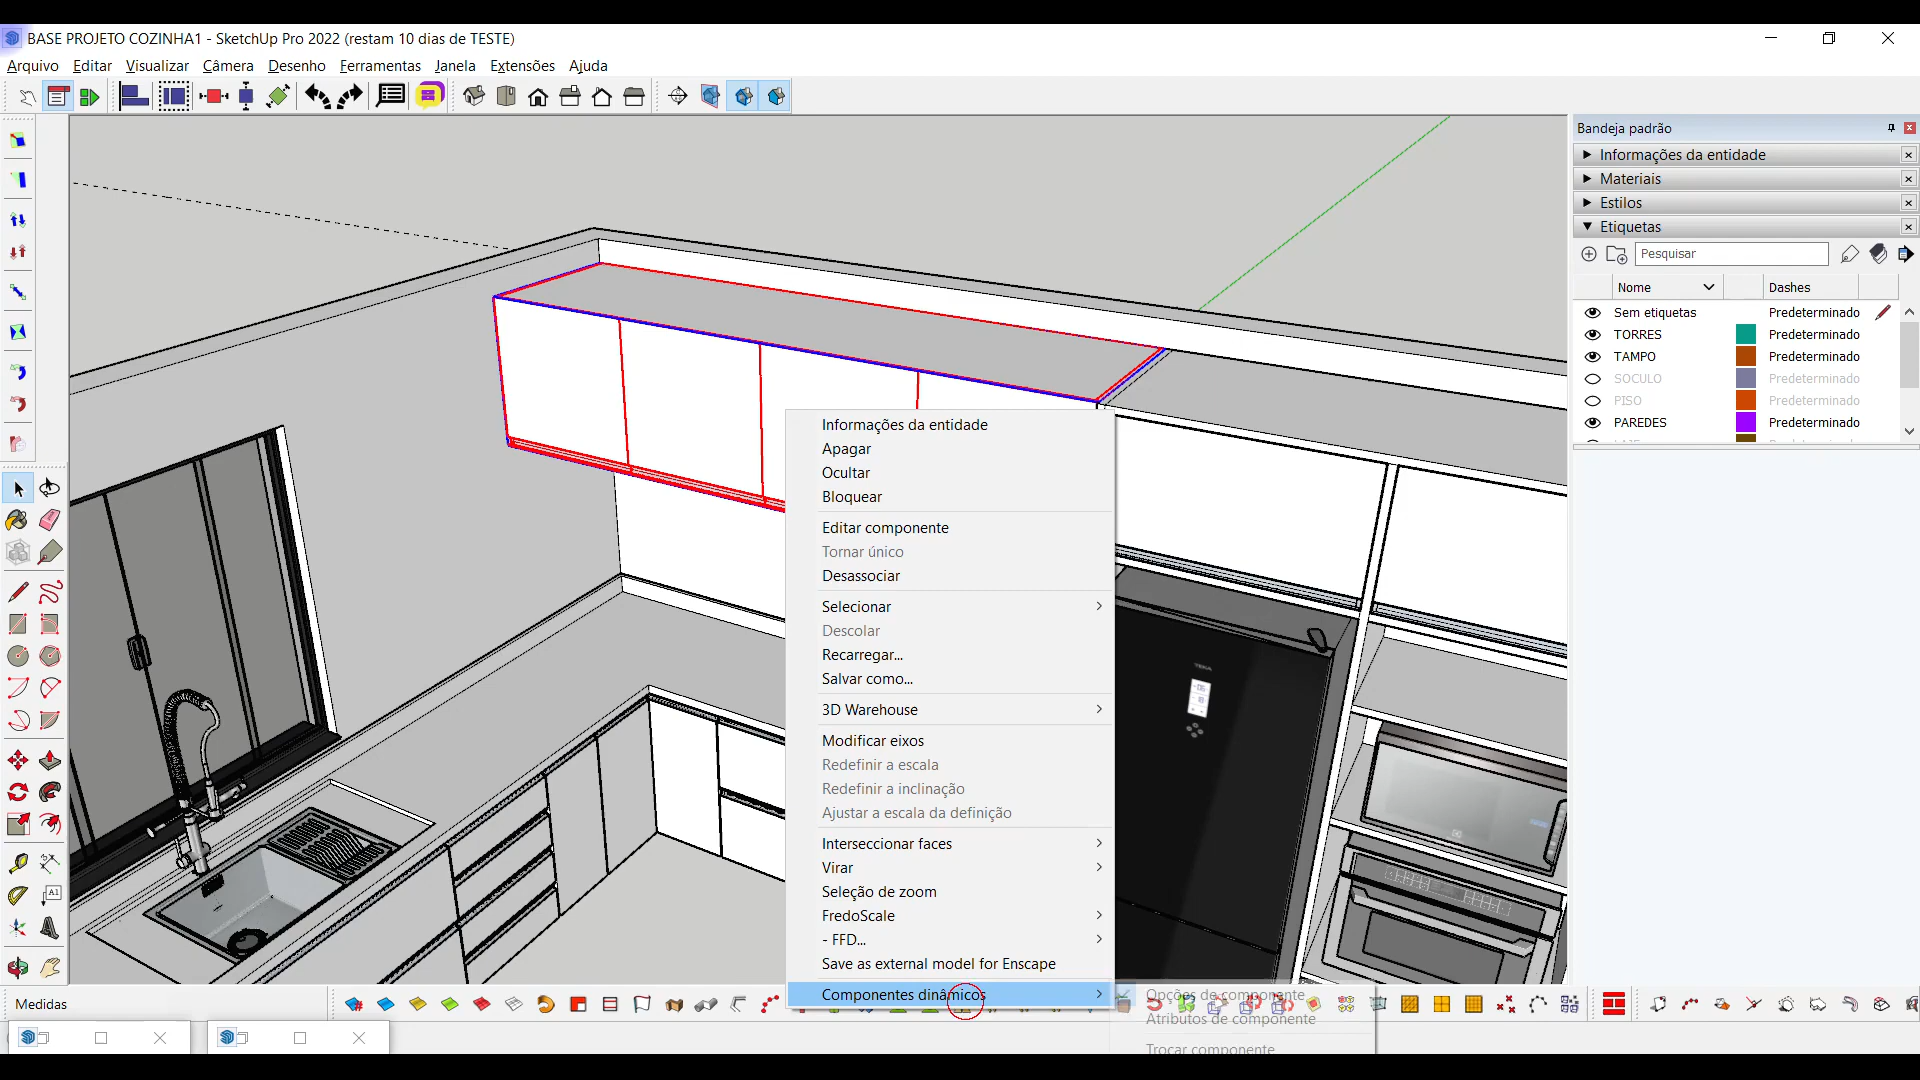 BASE PROJETO COZINHA1 - SketchUp Pro 2022 (restam 10 dias de TESTE)
Arquivo Editar Visualizar Câmera Desenho Ferramentas Janela Extensões Ajuda
Bandeja padrão
Informações da entidade
Materiais
Estilos
Etiquetas
Pesquisar
Nome Dashes
Sem etiquetas Predeterminado
TORRES Predeterminado
TAMPO Predeterminado
SOCULO Predeterminado
PISO Predeterminado
PAREDES Predeterminado
Informações da entidade
Apagar
Ocultar
Bloquear
Editar componente
Tornar único
Desassociar
Selecionar
Descolar
Recarregar...
Salvar como...
3D Warehouse
Modificar eixos
Redefinir a escala
Redefinir a inclinação
Ajustar a escala da definição
Interseccionar faces
Virar
Seleção de zoom
FredoScale
- FFD...
Save as external model for Enscape
Componentes dinâmicos
Opções de componente
Atributos de componente
Trocar componente
TEKA
A1
Medidas